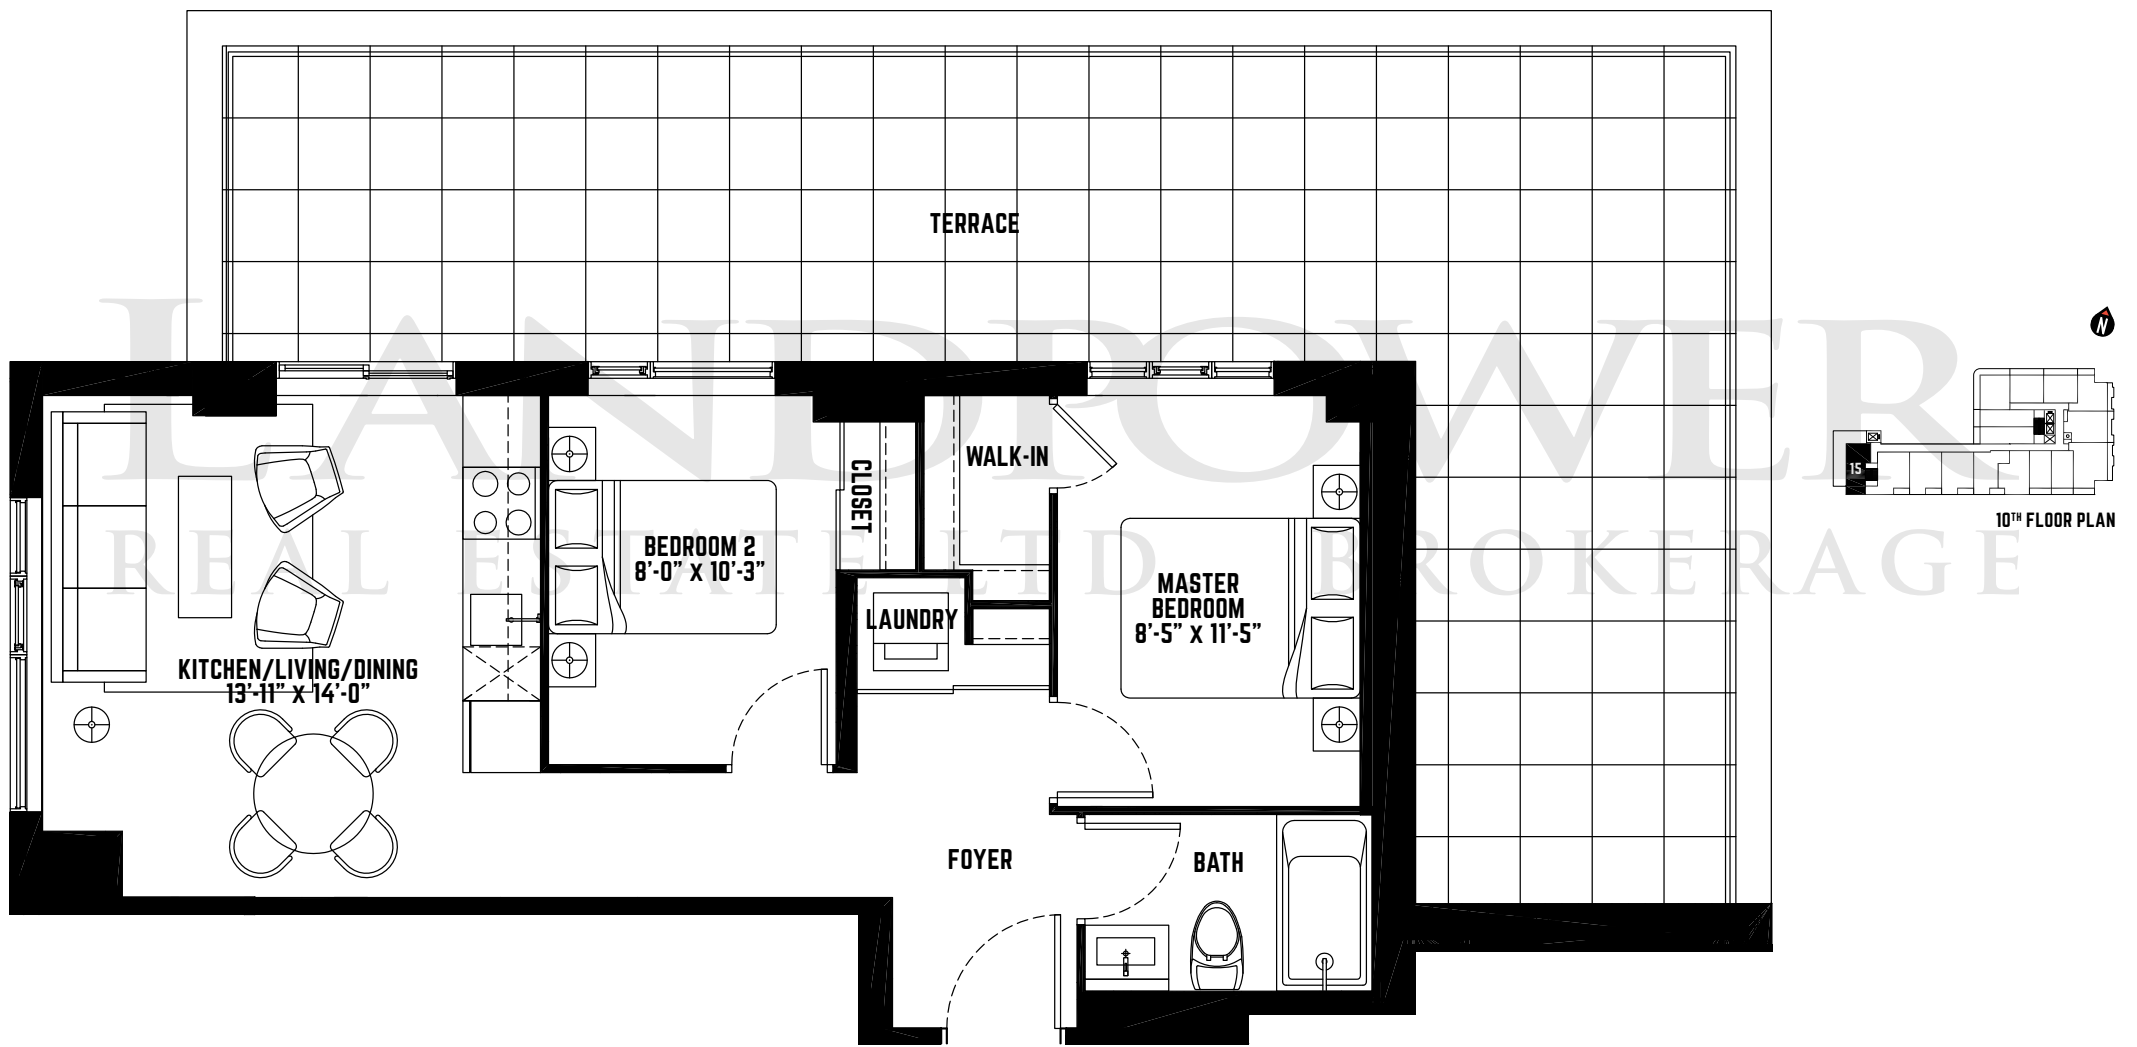 TERRACE
LANDPOWER
REAL ESTATE LTD BROKERAGE
N
15
10TH FLOOR PLAN
WALK-IN
CLOSET
BEDROOM 2
8'-0" X 10'-3"
MASTER
BEDROOM
8'-5" X 11'-5"
LAUNDRY
KITCHEN/LIVING/DINING
13'-11" X 14'-0"
FOYER
BATH